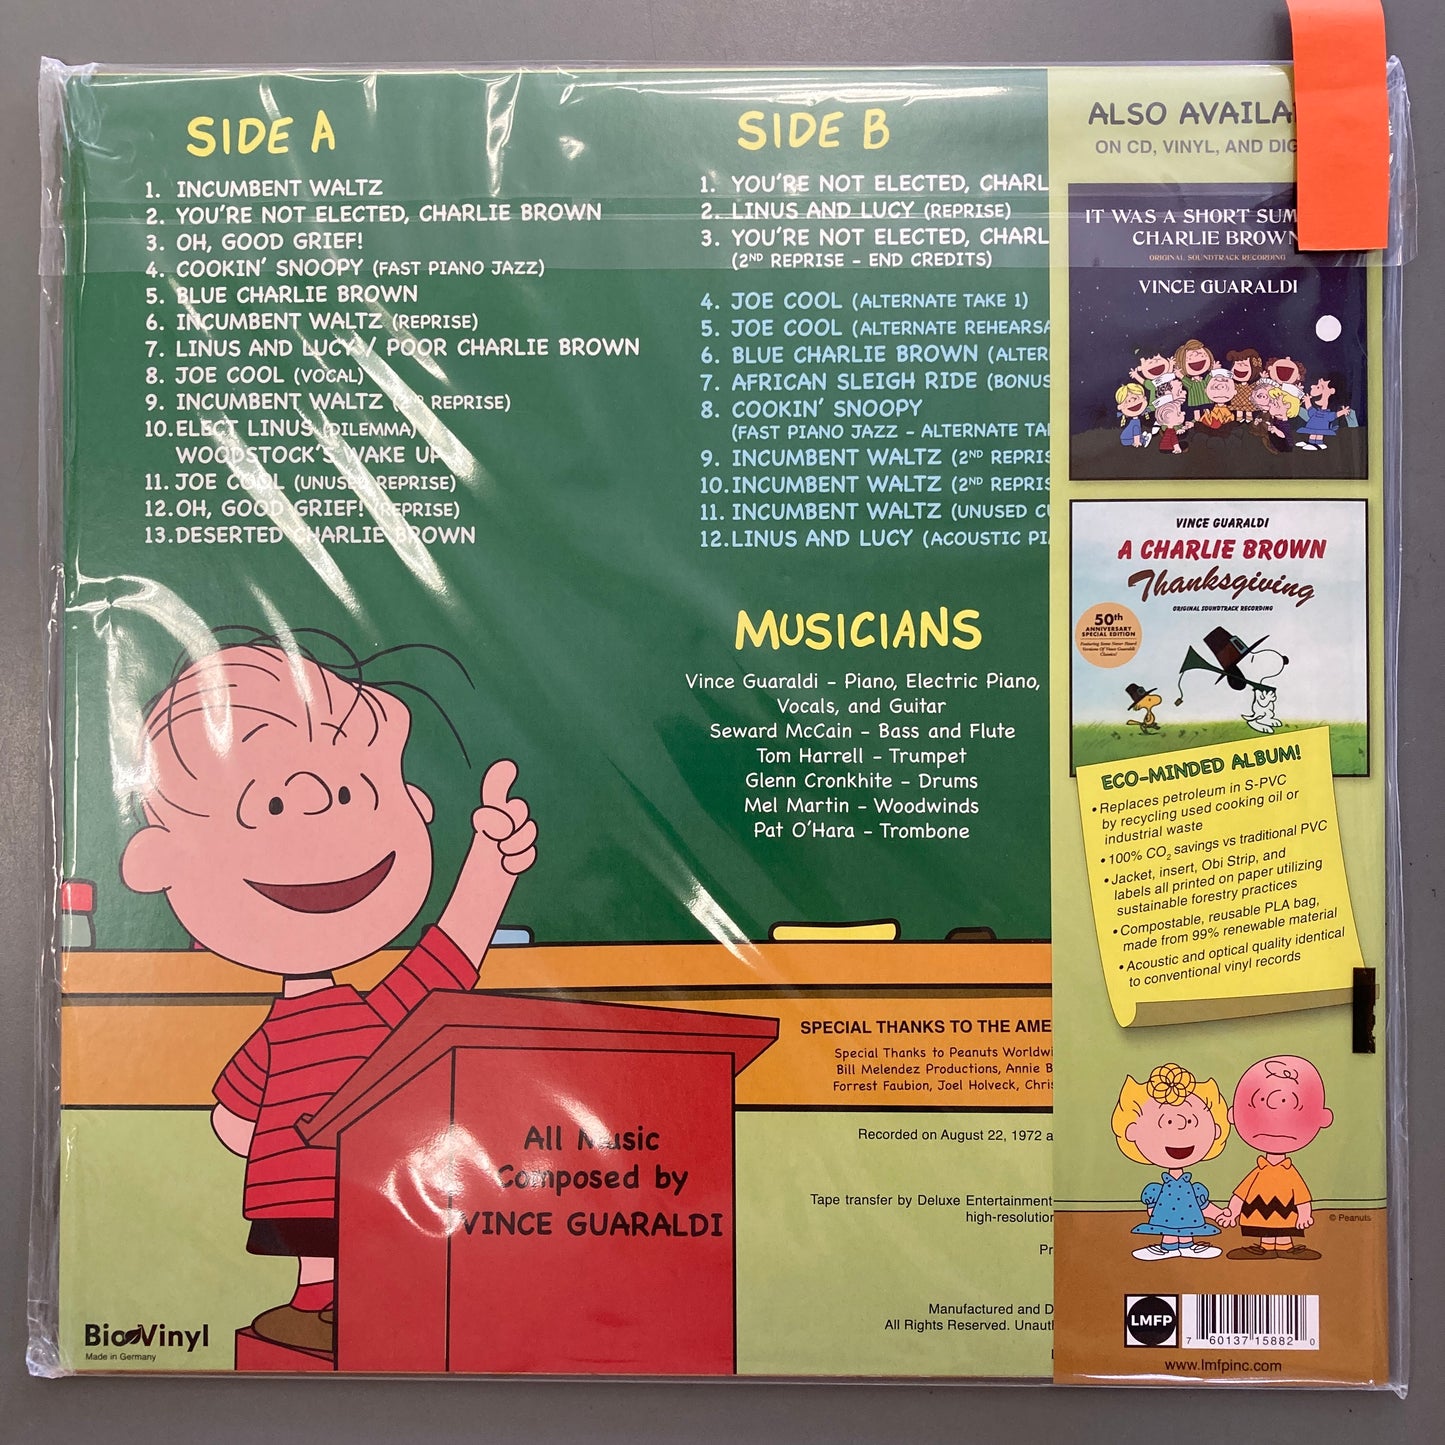 SIDE A
1. INCUMBENT WALTZ
2. YOU'RE NOT ELECTED, CHARLIE BROWN
3. OH, GOOD GRIEF!
4. COOKIN' SNOOPY (FAST PIANO JAZZ)
5. BLUE CHARLIE BROWN
6. INCUMBENT WALTZ (REPRISE)
7. LINUS AND LUCY / POOR CHARLIE BROWN
8. JOE COOL (VOCAL)
9. INCUMBENT WALTZ (2ND REPRISE)
10. ELECT LINUS (DILEMMA)
WOODSTOCK'S WAKE UP
11. JOE COOL (UNUSED REPRISE)
12. OH, GOOD GRIEF! (REPRISE)
13. DESERTED CHARLIE BROWN
SIDE B
1. YOU'RE NOT ELECTED, CHARL
2. LINUS AND LUCY (REPRISE)
3. YOU'RE NOT ELECTED, CHARL
(2ND REPRISE - END CREDITS)
4. JOE COOL (ALTERNATE TAKE 1)
5. JOE COOL (ALTERNATE REHEARSA
6. BLUE CHARLIE BROWN (ALTER
7. AFRICAN SLEIGH RIDE (BONUS
8. COOKIN' SNOOPY
(FAST PIANO JAZZ - ALTERNATE TA
9. INCUMBENT WALTZ (2ND REPRIS
10. INCUMBENT WALTZ (2ND REPRIS
11. INCUMBENT WALTZ (UNUSED CU
12. LINUS AND LUCY (ACOUSTIC PIA
MUSICIANS
Vince Guaraldi - Piano, Electric Piano,
Vocals, and Guitar
Seward McCain - Bass and Flute
Tom Harrell - Trumpet
Glenn Cronkhite - Drums
Mel Martin - Woodwinds
Pat O'Hara - Trombone
SPECIAL THANKS TO THE AME
Special Thanks to Peanuts Worldwi
Bill Melendez Productions, Annie B
Forrest Faubion, Joel Holveck, Chris
Recorded on August 22, 1972 a
Tape transfer by Deluxe Entertainment
high-resolution
Pr
Manufactured and D
All Rights Reserved. Unauth
All Music
Composed by
VINCE GUARALDI
BioVinyl
Made in Germany
ALSO AVAILA
ON CD, VINYL, AND DIG
IT WAS A SHORT SUM
CHARLIE BROWN
ORIGINAL SOUNDTRACK RECORDING
VINCE GUARALDI
VINCE GUARALDI
A CHARLIE BROWN
Thanksgiving
ORIGINAL SOUNDTRACK RECORDING
50th
ANNIVERSARY
SPECIAL EDITION
Featuring Some Never Heard
Versions Of Vince Guaraldi
Classics!
ECO-MINDED ALBUM!
• Replaces petroleum in S-PVC
by recycling used cooking oil or
industrial waste
• 100% CO2 savings vs traditional PVC
• Jacket, insert, Obi Strip, and
labels all printed on paper utilizing
sustainable forestry practices
• Compostable, reusable PLA bag,
made from 99% renewable material
• Acoustic and optical quality identical
to conventional vinyl records
© Peanuts
LMFP
7 60137 15882 0
www.lmfpinc.com